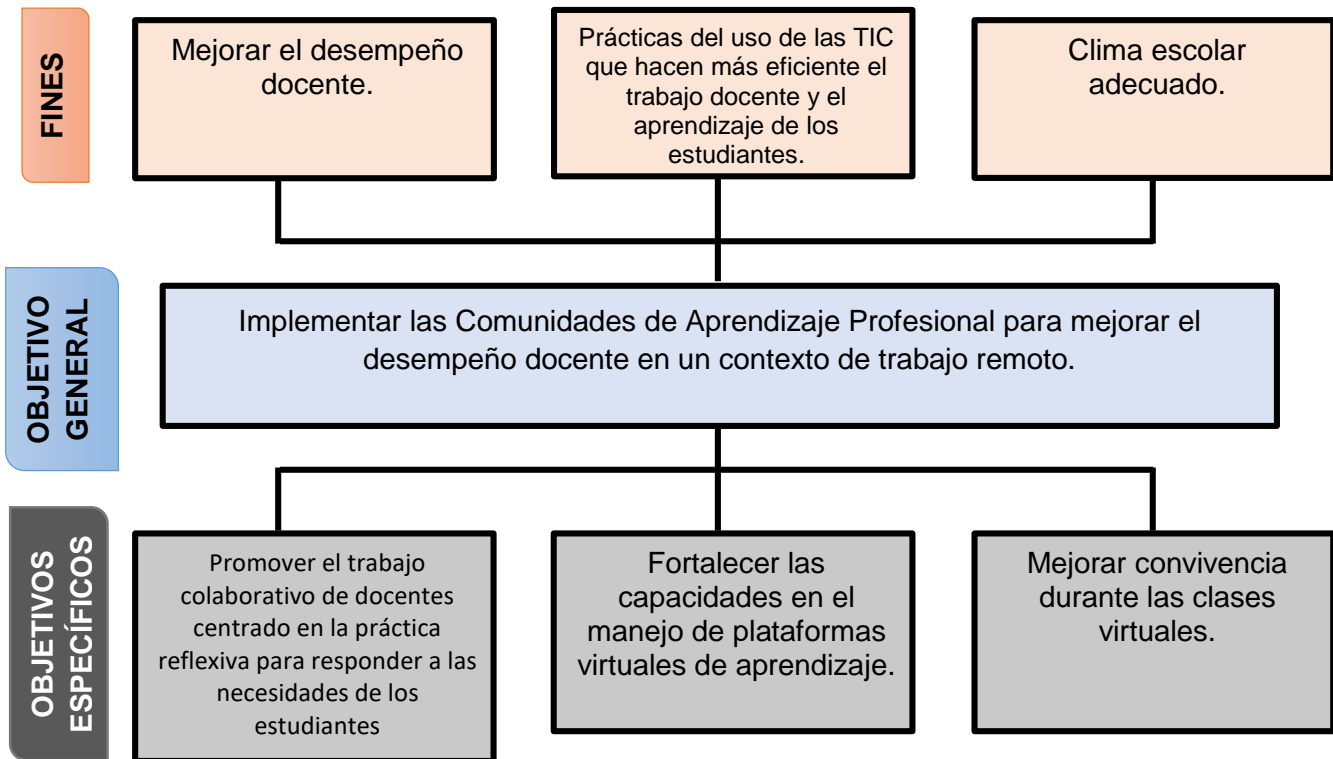 FINES
Mejorar el desempeño
docente.
Prácticas del uso de las TIC
que hacen más eficiente el
trabajo docente y el
aprendizaje de los
estudiantes.
Clima escolar
adecuado.
OBJETIVO
GENERAL
Implementar las Comunidades de Aprendizaje Profesional para mejorar el
desempeño docente en un contexto de trabajo remoto.
OBJETIVOS
ESPECÍFICOS
Promover el trabajo
colaborativo de docentes
centrado en la práctica
reflexiva para responder a las
necesidades de los
estudiantes
Fortalecer las
capacidades en el
manejo de plataformas
virtuales de aprendizaje.
Mejorar convivencia
durante las clases
virtuales.